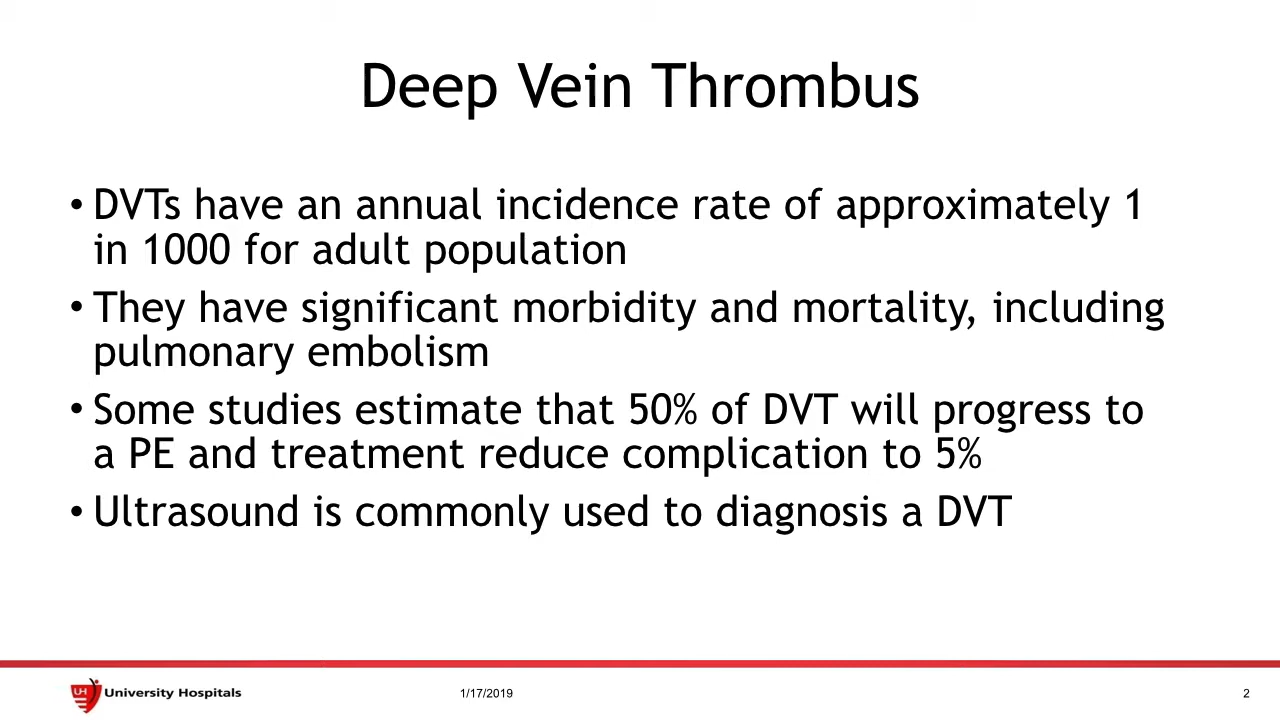 Deep Vein Thrombus
• DVTs have an annual incidence rate of approximately 1
in 1000 for adult population
• They have significant morbidity and mortality, including
pulmonary embolism
• Some studies estimate that 50% of DVT will progress to
a PE and treatment reduce complication to 5%
• Ultrasound is commonly used to diagnosis a DVT
UH University Hospitals
1/17/2019
2